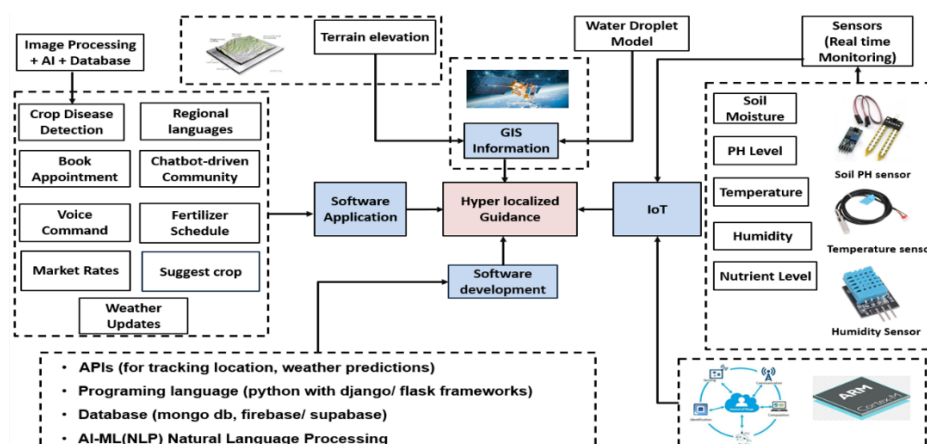 Image Processing
+ AI + Database
Terrain elevation
Water Droplet
Model
Sensors
(Real time
Monitoring)
Crop Disease
Detection
Regional
languages
Book
Appointment
Chatbot-driven
Community
Voice
Command
Fertilizer
Schedule
Market Rates
Suggest crop
Weather
Updates
GIS
Information
Software
Application
Hyper localized
Guidance
IoT
Software
development
Soil
Moisture
PH Level
Temperature
Humidity
Nutrient Level
Soil PH sensor
Temperature senso
Humidity Sensor
• APIs (for tracking location, weather predictions)
• Programing language (python with django/ flask frameworks)
• Database (mongo db, firebase/ supabase)
• AI-ML(NLP) Natural Language Processing
ARM
Cortex-M